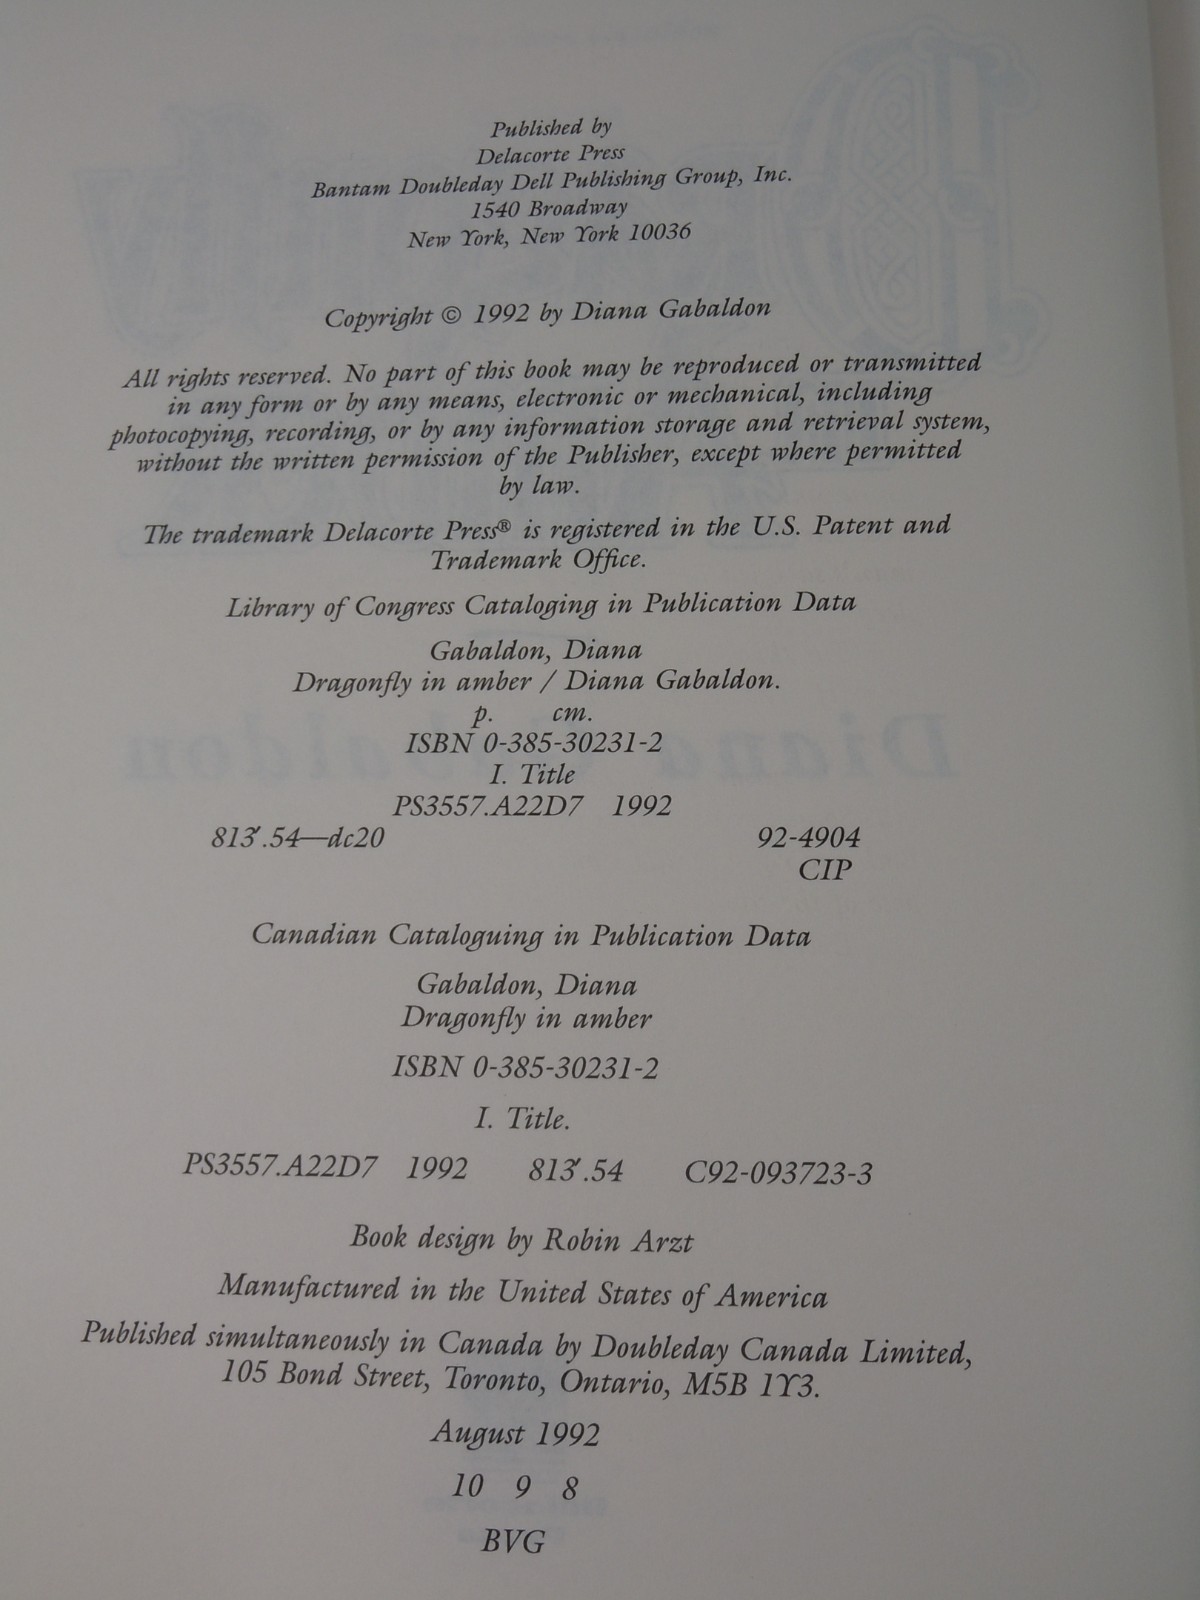 Published by
Delacorte Press
Bantam Doubleday Dell Publishing Group, Inc.
1540 Broadway
New York, New York 10036
Copyright © 1992 by Diana Gabaldon
All rights reserved. No part of this book may be reproduced or transmitted
in any form or by any means, electronic or mechanical, including
photocopying, recording, or by any information storage and retrieval system,
without the written permission of the Publisher, except where permitted
by law.
The trademark Delacorte Press® is registered in the U.S. Patent and
Trademark Office.
Library of Congress Cataloging in Publication Data
Gabaldon, Diana
Dragonfly in amber / Diana Gabaldon.
p. cm.
ISBN 0-385-30231-2
I. Title
PS3557.A22D7 1992
813′.54—dc20 92-4904
CIP
Canadian Cataloguing in Publication Data
Gabaldon, Diana
Dragonfly in amber
ISBN 0-385-30231-2
I. Title.
PS3557.A22D7 1992 813′.54 C92-093723-3
Book design by Robin Arzt
Manufactured in the United States of America
Published simultaneously in Canada by Doubleday Canada Limited,
105 Bond Street, Toronto, Ontario, M5B 1Y3.
August 1992
10 9 8
BVG